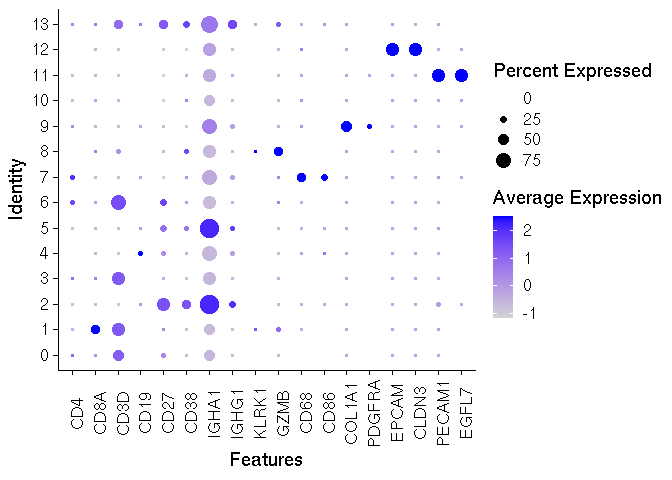 13
12
11
10
9
8
7
6
5
4
3
2
1
0
Identity
CD4
CD8A
CD3D
CD19
CD27
CD38
IGHA1
IGHG1
KLRK1
GZMB
CD68
CD86
COL1A1
PDGFRA
EPCAM
CLDN3
PECAM1
EGFL7
Features
Percent Expressed
0
25
50
75
Average Expression
2
1
0
-1